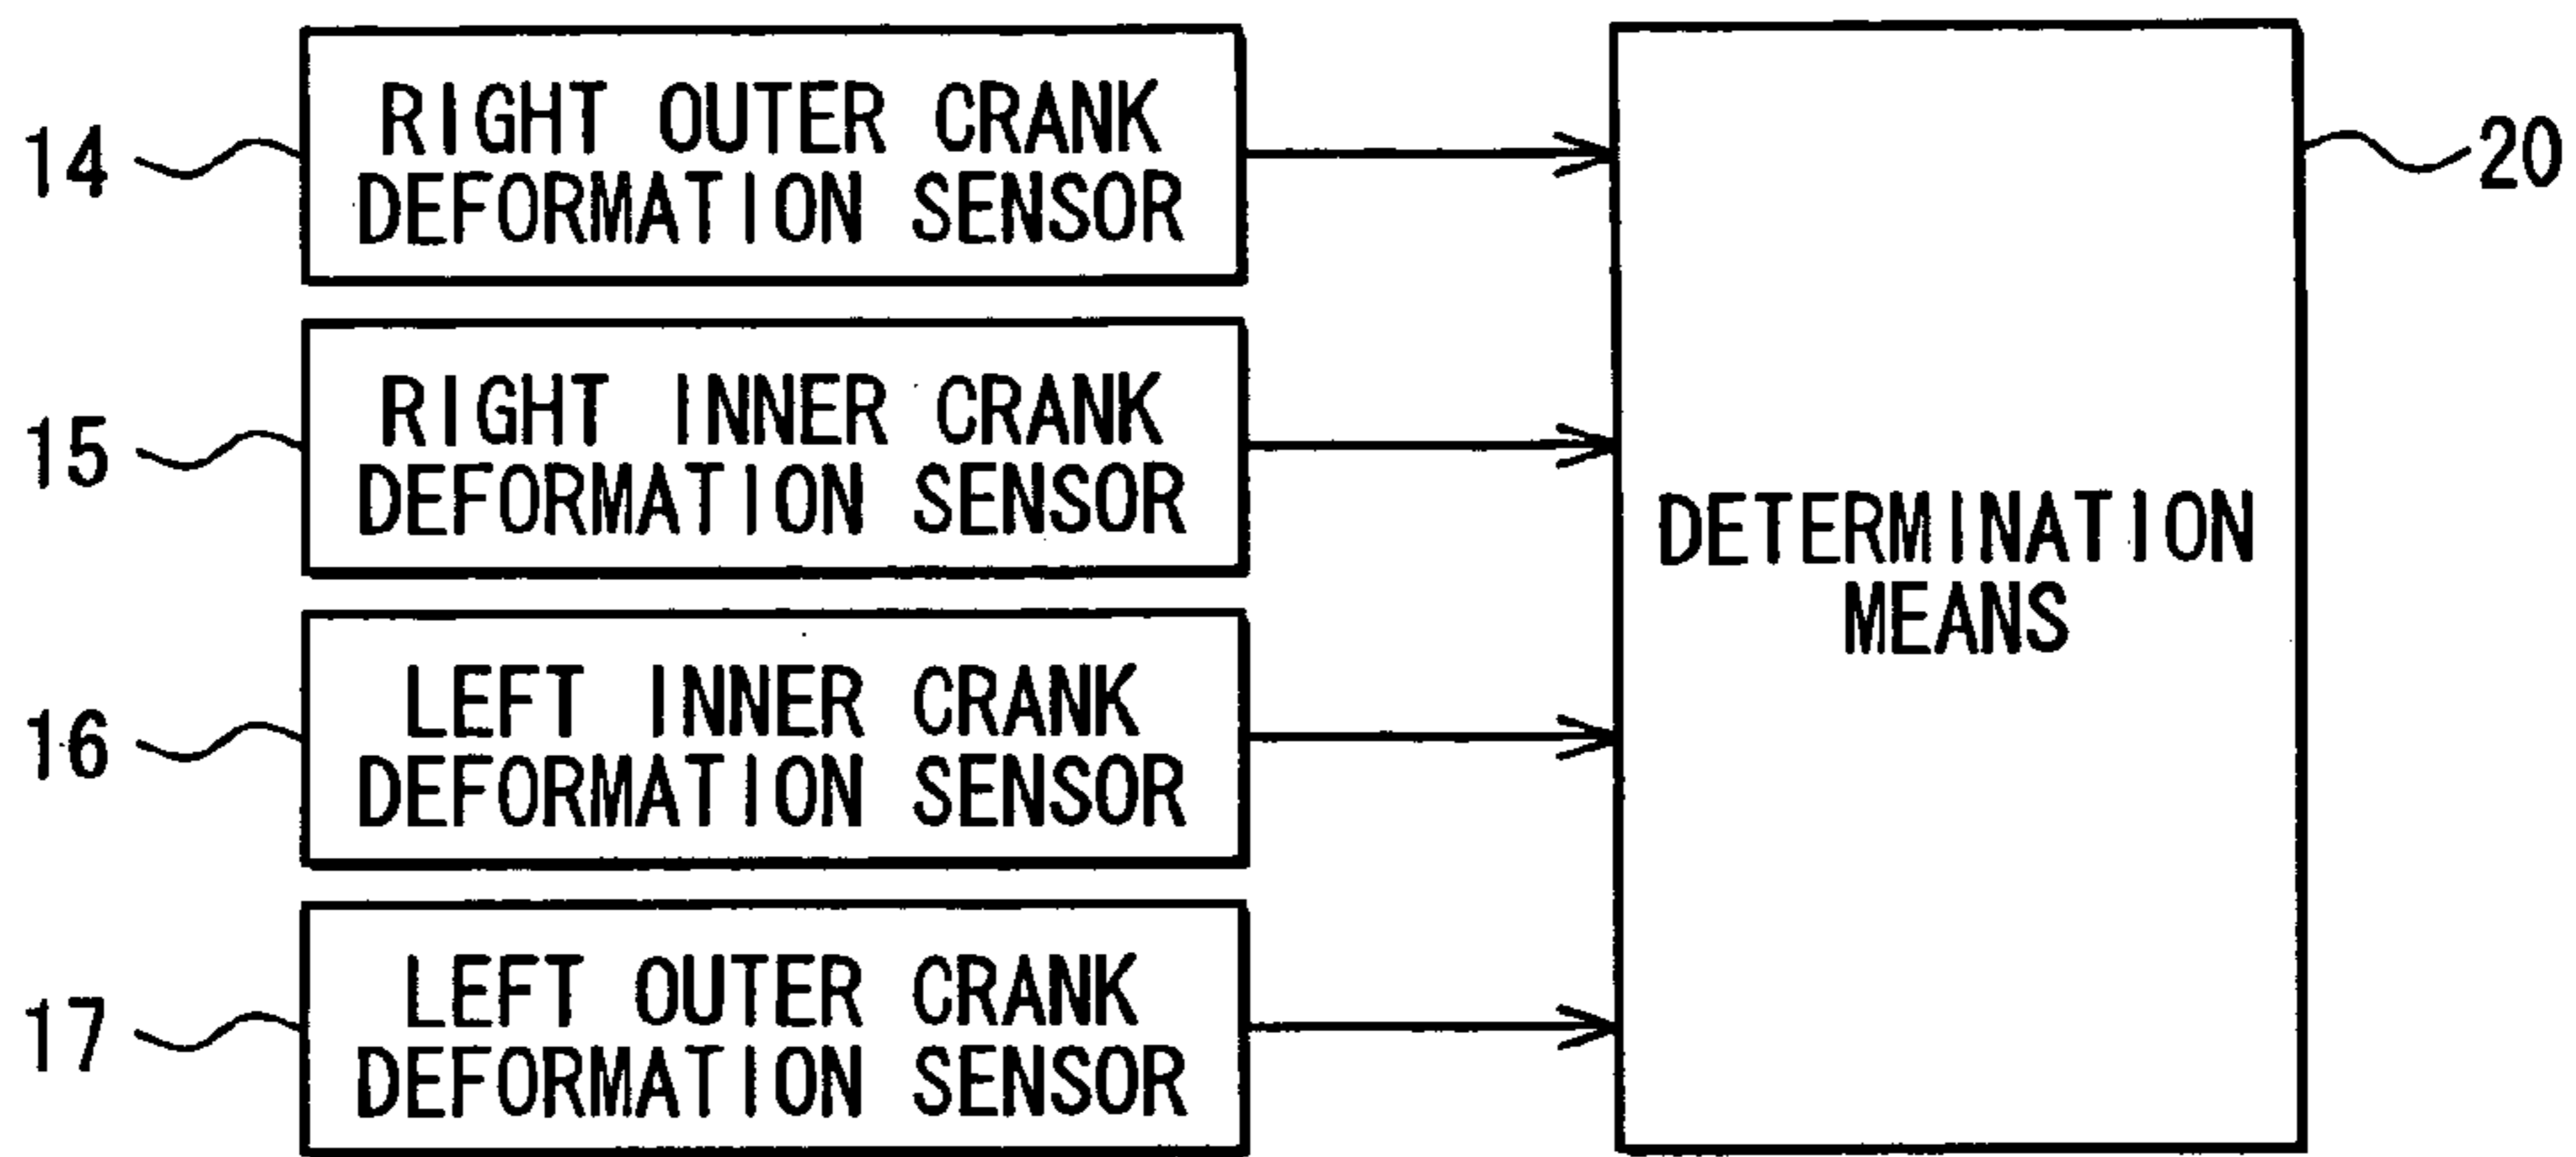 14
RIGHT OUTER CRANK
DEFORMATION SENSOR
15
RIGHT INNER CRANK
DEFORMATION SENSOR
16
LEFT INNER CRANK
DEFORMATION SENSOR
17
LEFT OUTER CRANK
DEFORMATION SENSOR
DETERMINATION
MEANS
20